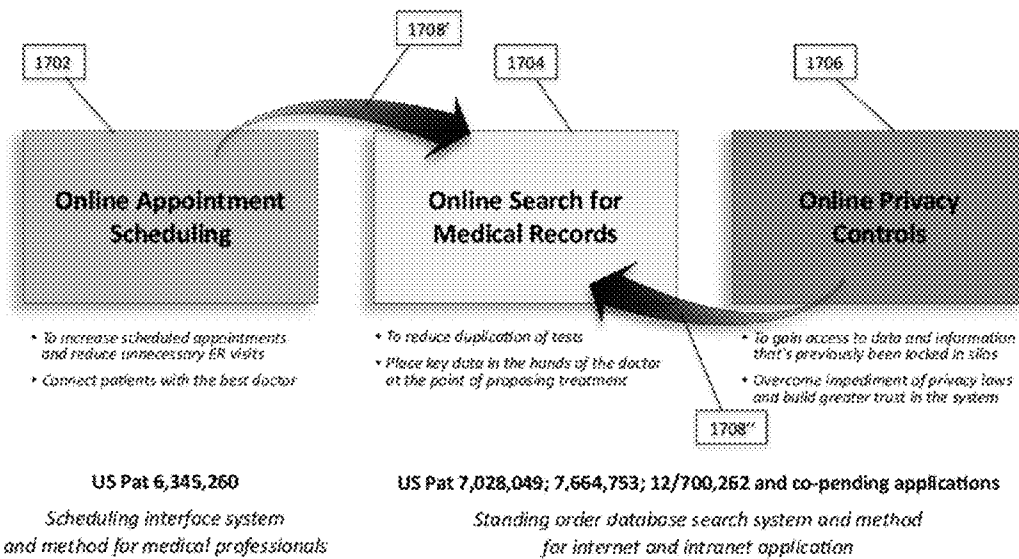 1708'
1702
1704
1706
Online Appointment
Scheduling
Online Search for
Medical Records
Online Privacy
Controls
• To increase scheduled appointments
and reduce unnecessary ER visits
• Connect patients with the best doctor
• To reduce duplication of tests
• Place key data in the hands of the doctor
at the point of proposing treatment
• To gain access to data and information
that's previously been locked in silos
• Overcome impediment of privacy laws
and build greater trust in the system
1708''
US Pat 6,345,260
Scheduling interface system
and method for medical professionals
US Pat 7,028,049; 7,664,753; 12/700,262 and co-pending applications
Standing order database search system and method
for internet and intranet application